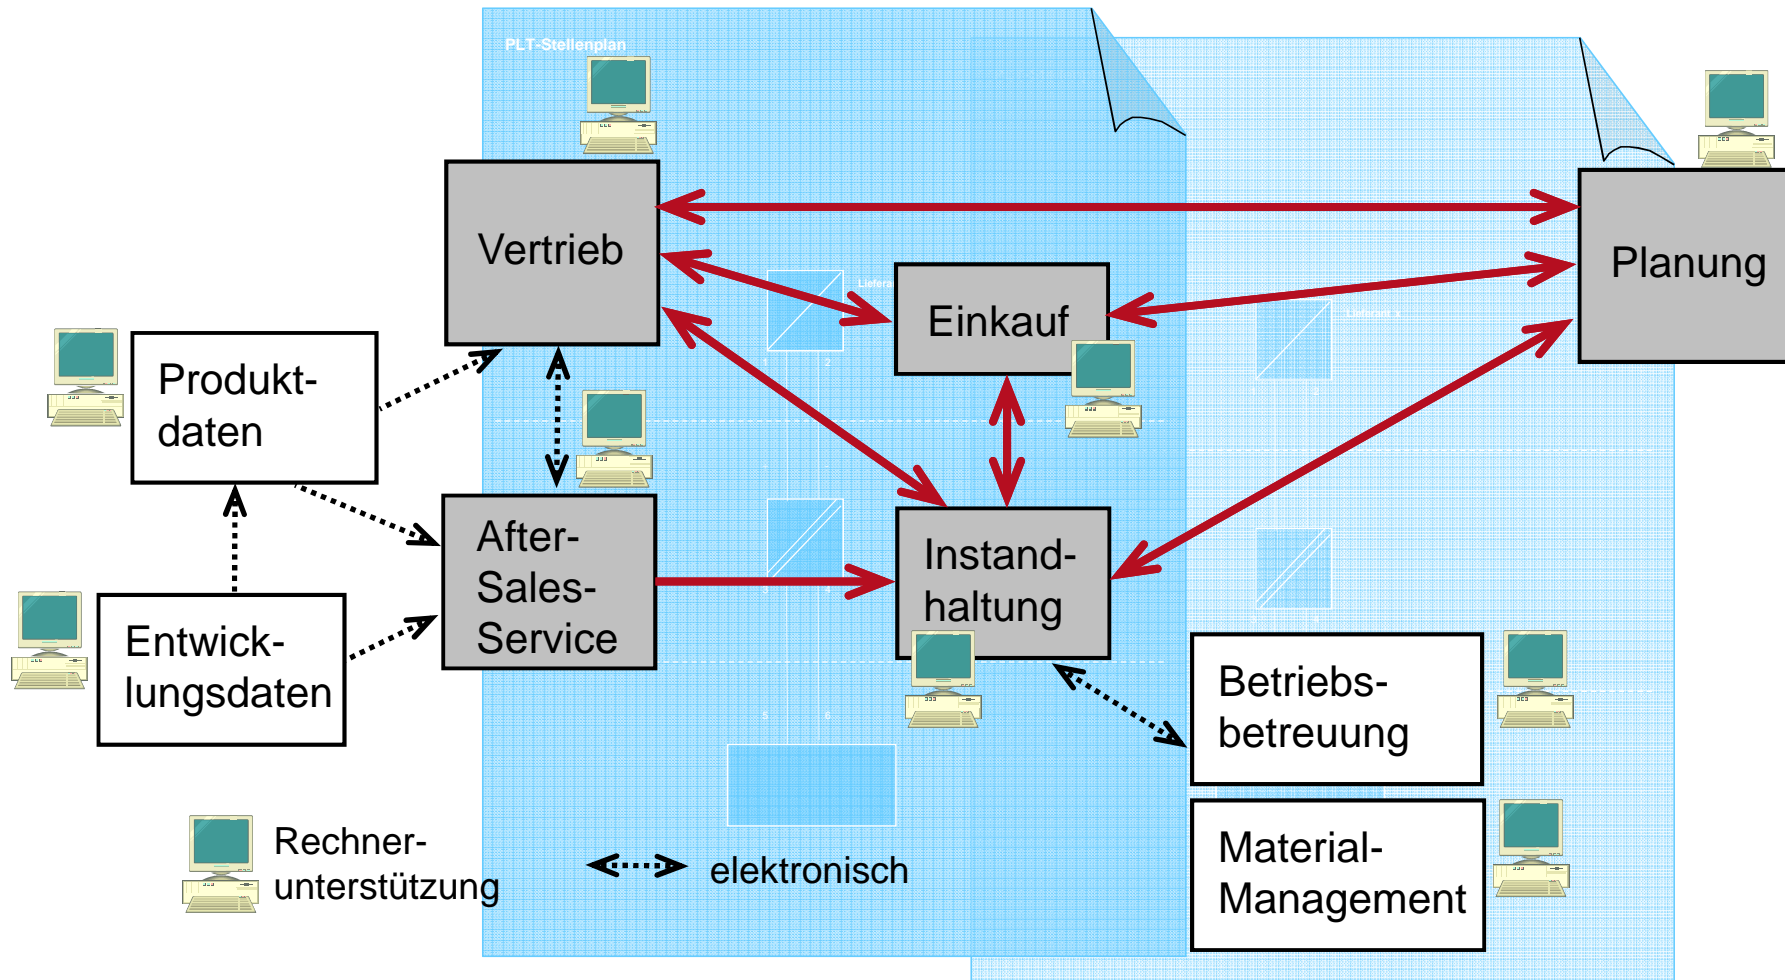 PLT-Stellenplan
Vertrieb
Planung
Einkauf
Produkt-
daten
After-
Sales-
Service
Instand-
haltung
Entwick-
lungsdaten
Betriebs-
betreuung
Material-
Management
Rechner-
unterstützung
elektronisch